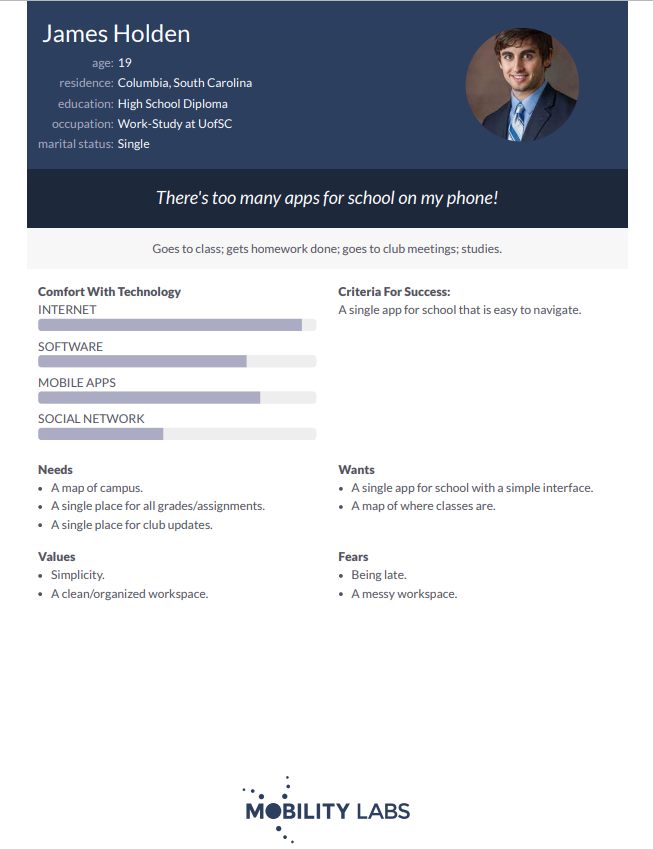 James Holden
age: 19
residence: Columbia, South Carolina
education: High School Diploma
occupation: Work-Study at UofSC
marital status: Single
There's too many apps for school on my phone!
Goes to class; gets homework done; goes to club meetings; studies.
Comfort With Technology
INTERNET
SOFTWARE
MOBILE APPS
SOCIAL NETWORK
Criteria For Success:
A single app for school that is easy to navigate.
Needs
• A map of campus.
• A single place for all grades/assignments.
• A single place for club updates.
Wants
• A single app for school with a simple interface.
• A map of where classes are.
Values
• Simplicity.
• A clean/organized workspace.
Fears
• Being late.
• A messy workspace.
MOBILITY LABS